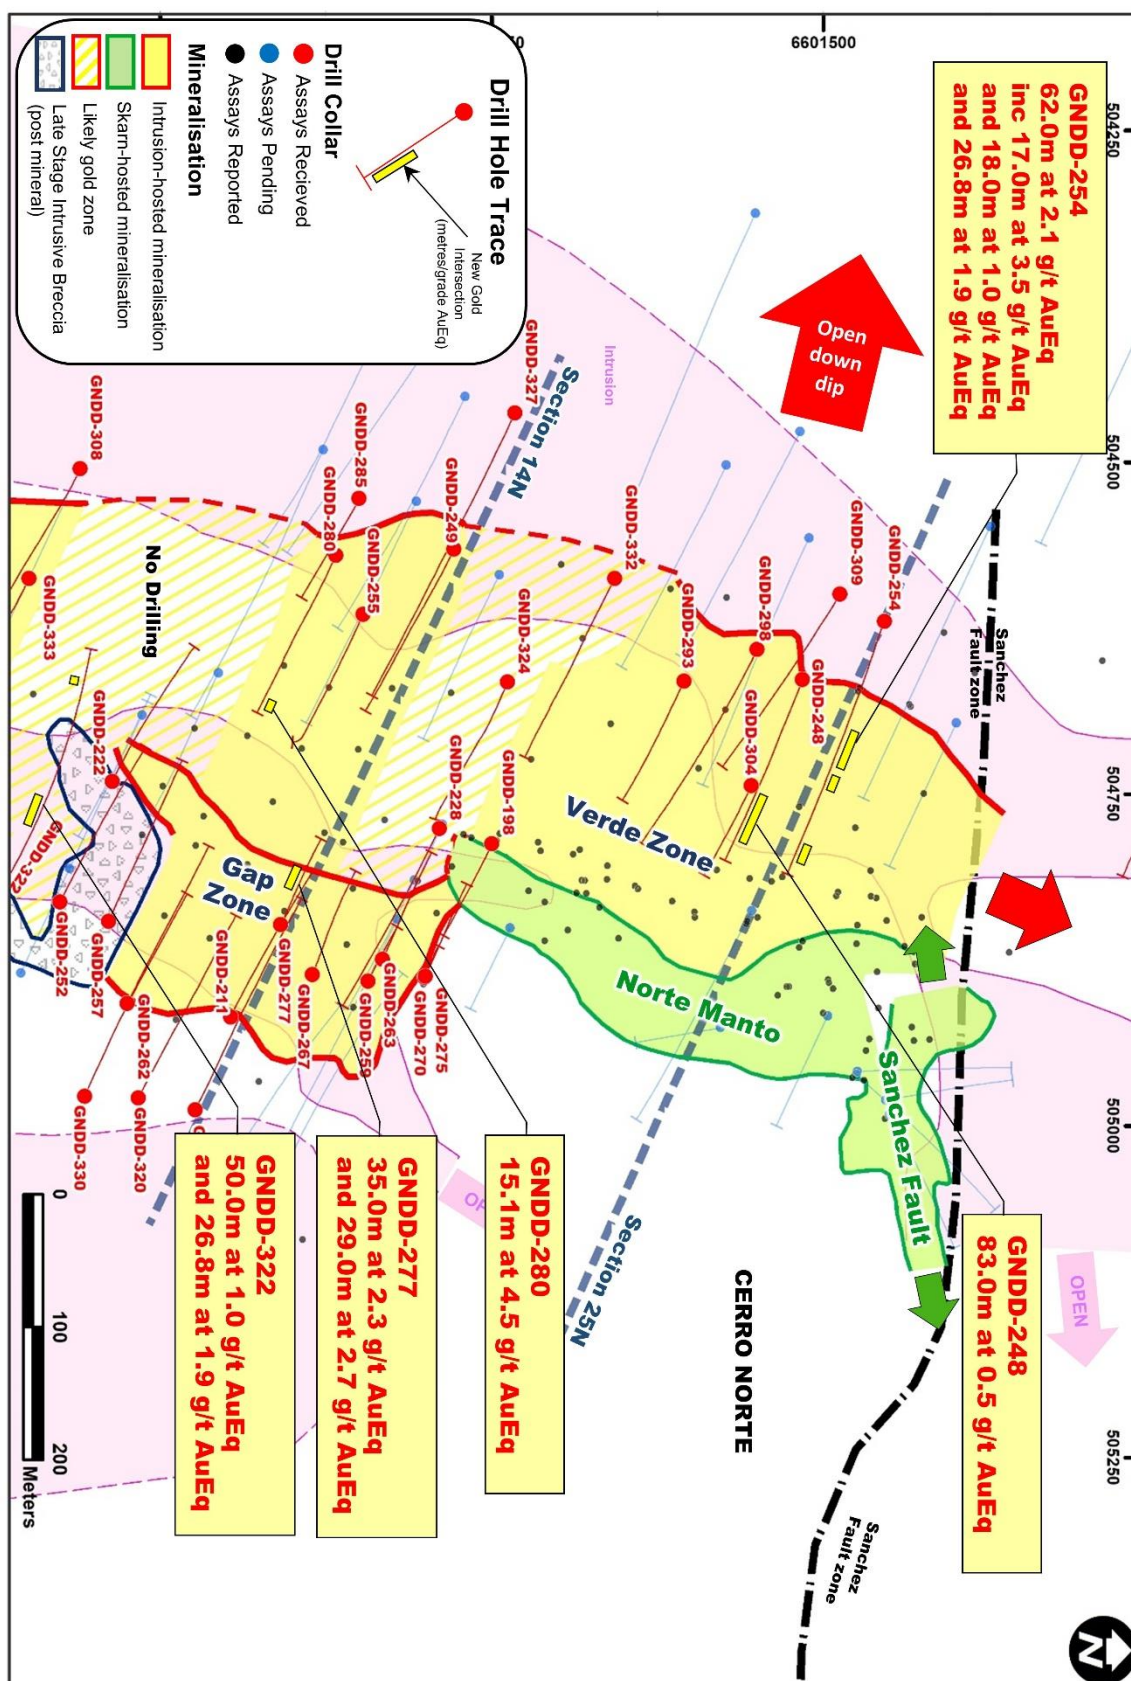 504250
504500
504750
505000
505250
6601500
GNDD-254
62.0m at 2.1 g/t AuEq
inc 17.0m at 3.5 g/t AuEq
and 18.0m at 1.0 g/t AuEq
and 26.8m at 1.9 g/t AuEq
GNDD-248
83.0m at 0.5 g/t AuEq
GNDD-280
15.1m at 4.5 g/t AuEq
GNDD-277
35.0m at 2.3 g/t AuEq
and 29.0m at 2.7 g/t AuEq
GNDD-322
50.0m at 1.0 g/t AuEq
and 26.8m at 1.9 g/t AuEq
Open
down
dip
Sanchez
Fault zone
Sanchez
Fault zone
OPEN
N
CERRO NORTE
Sanchez Fault
Norte Manto
Verde Zone
Gap
Zone
No Drilling
Intrusion
Section 14N
Section 25N
GNDD-254
GNDD-309
GNDD-248
GNDD-298
GNDD-304
GNDD-293
GNDD-332
GNDD-327
GNDD-324
GNDD-249
GNDD-198
GNDD-228
GNDD-285
GNDD-255
GNDD-280
GNDD-275
GNDD-270
GNDD-263
GNDD-259
GNDD-267
GNDD-277
GNDD-211
GNDD-308
GNDD-333
GNDD-222
GNDD-322
GNDD-252
GNDD-257
GNDD-262
GNDD-320
GNDD-330
Drill Hole Trace
New Gold
Intersection
(metres/grade AuEq)
Drill Collar
Assays Recieved
Assays Pending
Assays Reported
Mineralisation
Intrusion-hosted mineralisation
Skarn-hosted mineralisation
Likely gold zone
Late Stage Intrusive Breccia
(post mineral)
0
100
200
Meters